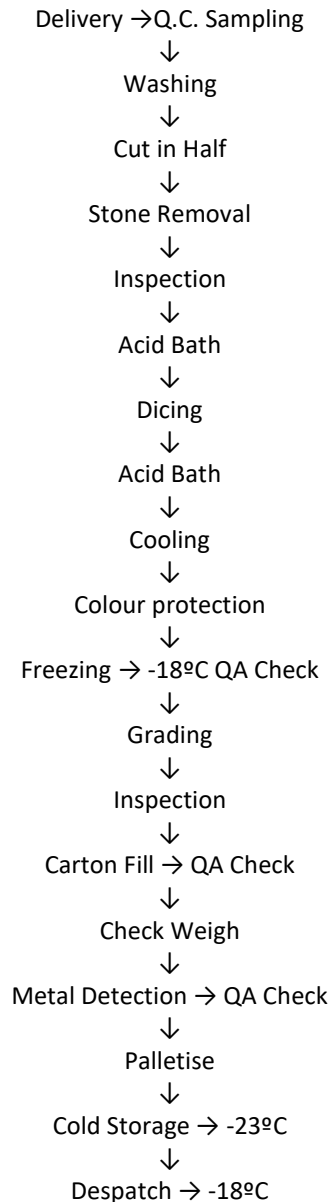 Delivery →Q.C. Sampling
↓
Washing
↓
Cut in Half
↓
Stone Removal
↓
Inspection
↓
Acid Bath
↓
Dicing
↓
Acid Bath
↓
Cooling
↓
Colour protection
↓
Freezing → -18ºC QA Check
↓
Grading
↓
Inspection
↓
Carton Fill → QA Check
↓
Check Weigh
↓
Metal Detection → QA Check
↓
Palletise
↓
Cold Storage → -23ºC
↓
Despatch → -18ºC